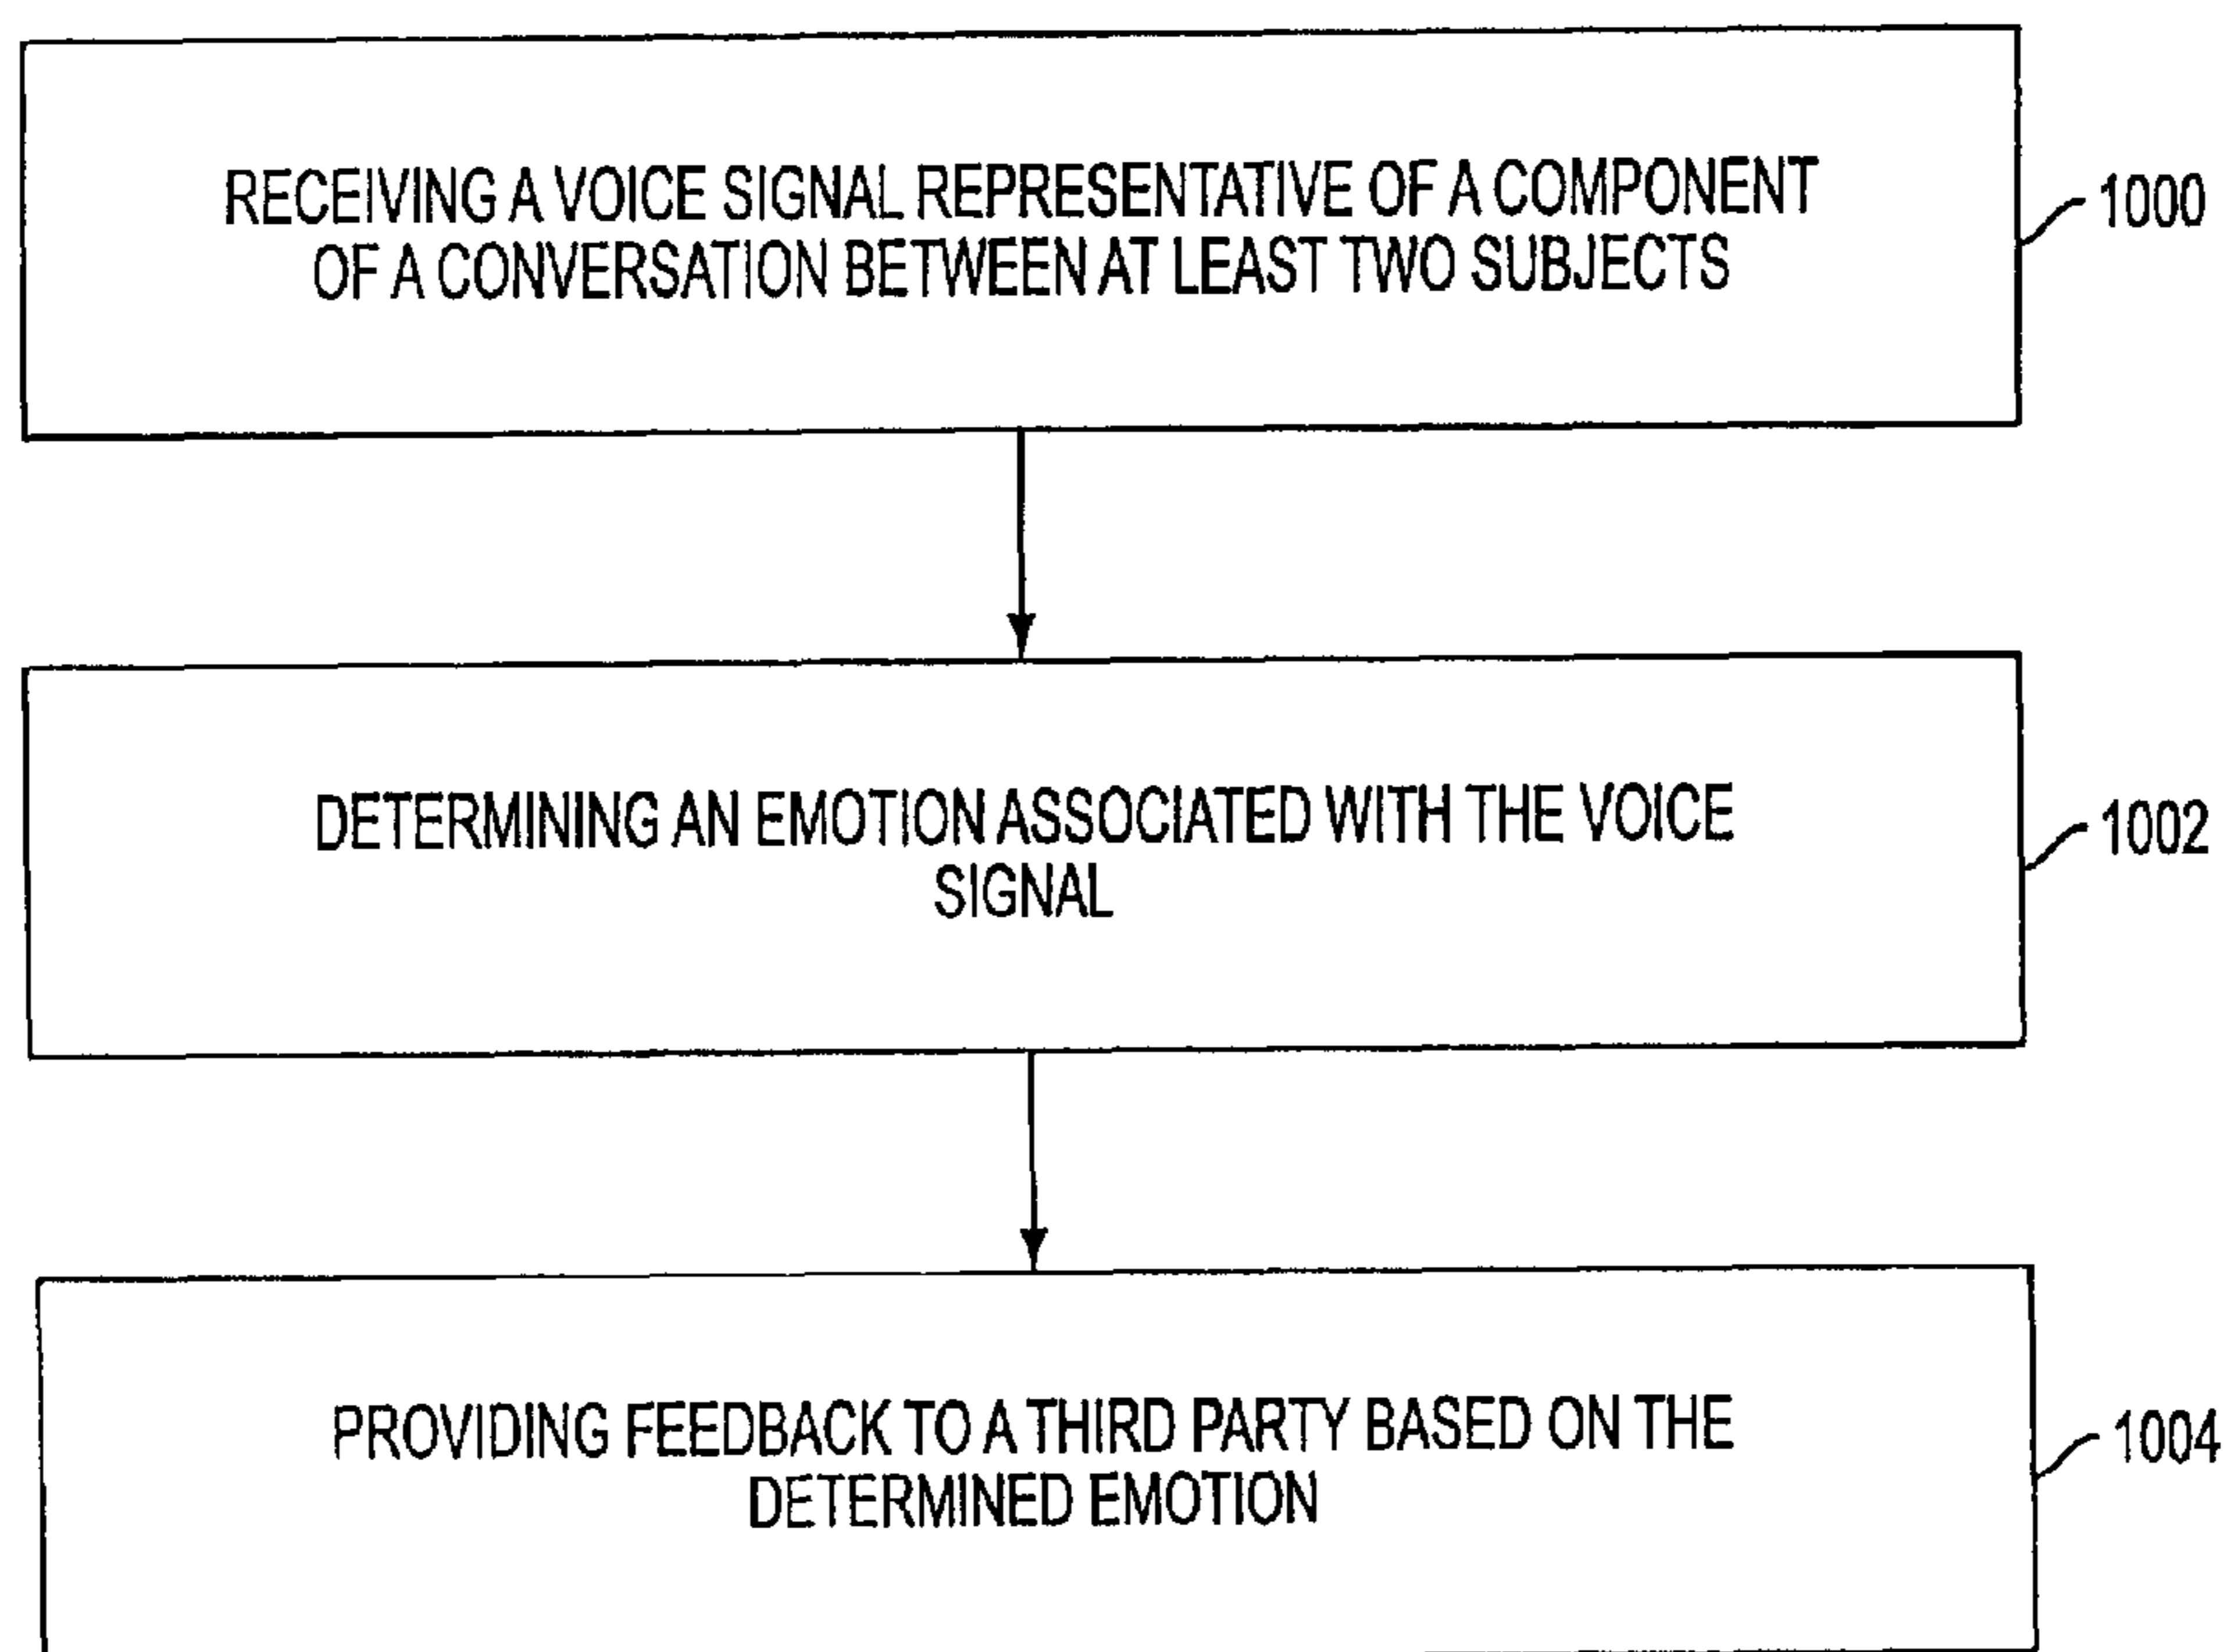 RECEIVING A VOICE SIGNAL REPRESENTATIVE OF A COMPONENT
OF A CONVERSATION BETWEEN AT LEAST TWO SUBJECTS
1000
DETERMINING AN EMOTION ASSOCIATED WITH THE VOICE
SIGNAL
1002
PROVIDING FEEDBACK TO A THIRD PARTY BASED ON THE
DETERMINED EMOTION
1004